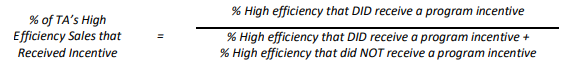 % of TA's High
Efficiency Sales that
Received Incentive
=
% High efficiency that DID receive a program incentive
% High efficiency that DID receive a program incentive +
% High efficiency that did NOT receive a program incentive